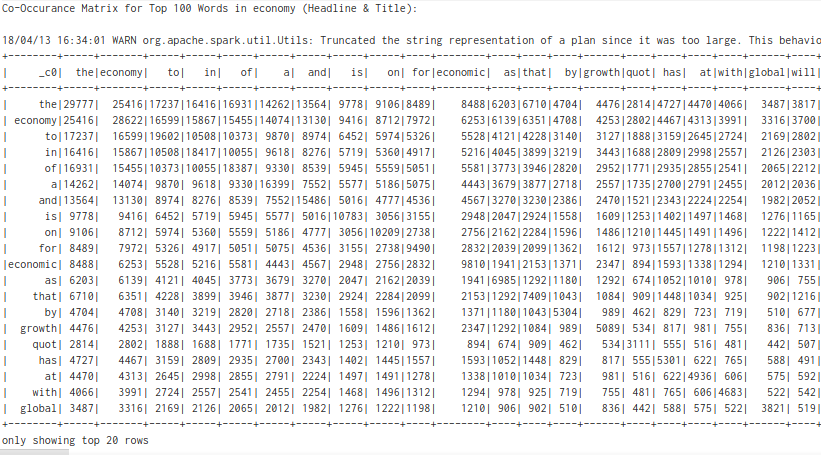 Co-Occurance Matrix for Top 100 Words in economy (Headline & Title):
18/04/13 16:34:01 WARN org.apache.spark.util.Utils: Truncated the string representation of a plan since it was too large. This behavio
+--------+-----+-------+-----+-----+-----+-----+-----+-----+-----+----+--------+----+----+----+------+----+----+----+----+------+----+
|     _c0|  the|economy|   to|   in|   of|    a|  and|   is|   on| for|economic|  as|that|  by|growth|quot| has|  at|with|global|will|
+--------+-----+-------+-----+-----+-----+-----+-----+-----+-----+----+--------+----+----+----+------+----+----+----+----+------+----+
|     the|29777|  25416|17237|16416|16931|14262|13564| 9778| 9106|8489|    8488|6203|6710|4704|  4476|2814|4727|4470|4066|  3487|3817|
| economy|25416|  28622|16599|15867|15455|14074|13130| 9416| 8712|7972|    6253|6139|6351|4708|  4253|2802|4467|4313|3991|  3316|3700|
|      to|17237|  16599|19602|10508|10373| 9870| 8974| 6452| 5974|5326|    5528|4121|4228|3140|  3127|1888|3159|2645|2724|  2169|2802|
|      in|16416|  15867|10508|18417|10055| 9618| 8276| 5719| 5360|4917|    5216|4045|3899|3219|  3443|1688|2809|2998|2557|  2126|2303|
|      of|16931|  15455|10373|10055|18387| 9330| 8539| 5945| 5559|5051|    5581|3773|3946|2820|  2952|1771|2935|2855|2541|  2065|2212|
|       a|14262|  14074| 9870| 9618| 9330|16399| 7552| 5577| 5186|5075|    4443|3679|3877|2718|  2557|1735|2700|2791|2455|  2012|2036|
|     and|13564|  13130| 8974| 8276| 8539| 7552|15486| 5016| 4777|4536|    4567|3270|3230|2386|  2470|1521|2343|2224|2254|  1982|2052|
|      is| 9778|   9416| 6452| 5719| 5945| 5577| 5016|10783| 3056|3155|    2948|2047|2924|1558|  1609|1253|1402|1497|1468|  1276|1165|
|      on| 9106|   8712| 5974| 5360| 5559| 5186| 4777| 3056|10209|2738|    2756|2162|2284|1596|  1486|1210|1445|1491|1496|  1222|1412|
|     for| 8489|   7972| 5326| 4917| 5051| 5075| 4536| 3155| 2738|9490|    2832|2039|2099|1362|  1612| 973|1557|1278|1312|  1198|1223|
|economic| 8488|   6253| 5528| 5216| 5581| 4443| 4567| 2948| 2756|2832|    9810|1941|2153|1371|  2347| 894|1593|1338|1294|  1210|1331|
|      as| 6203|   6139| 4121| 4045| 3773| 3679| 3270| 2047| 2162|2039|    1941|6985|1292|1180|  1292| 674|1052|1010| 978|   906| 755|
|    that| 6710|   6351| 4228| 3899| 3946| 3877| 3230| 2924| 2284|2099|    2153|1292|7409|1043|  1084| 909|1448|1034| 925|   902|1216|
|      by| 4704|   4708| 3140| 3219| 2820| 2718| 2386| 1558| 1596|1362|    1371|1180|1043|5304|   989| 462| 829| 723| 719|   510| 677|
|  growth| 4476|   4253| 3127| 3443| 2952| 2557| 2470| 1609| 1486|1612|    2347|1292|1084| 989|  5089| 534| 817| 981| 755|   836| 713|
|    quot| 2814|   2802| 1888| 1688| 1771| 1735| 1521| 1253| 1210| 973|     894| 674| 909| 462|   534|3111| 555| 516| 481|   442| 507|
|     has| 4727|   4467| 3159| 2809| 2935| 2700| 2343| 1402| 1445|1557|    1593|1052|1448| 829|   817| 555|5301| 622| 765|   588| 491|
|      at| 4470|   4313| 2645| 2998| 2855| 2791| 2224| 1497| 1491|1278|    1338|1010|1034| 723|   981| 516| 622|4936| 606|   575| 592|
|    with| 4066|   3991| 2724| 2557| 2541| 2455| 2254| 1468| 1496|1312|    1294| 978| 925| 719|   755| 481| 765| 606|4683|   522| 542|
|  global| 3487|   3316| 2169| 2126| 2065| 2012| 1982| 1276| 1222|1198|    1210| 906| 902| 510|   836| 442| 588| 575| 522|  3821| 519|
+--------+-----+-------+-----+-----+-----+-----+-----+-----+-----+----+--------+----+----+----+------+----+----+----+----+------+----+
only showing top 20 rows